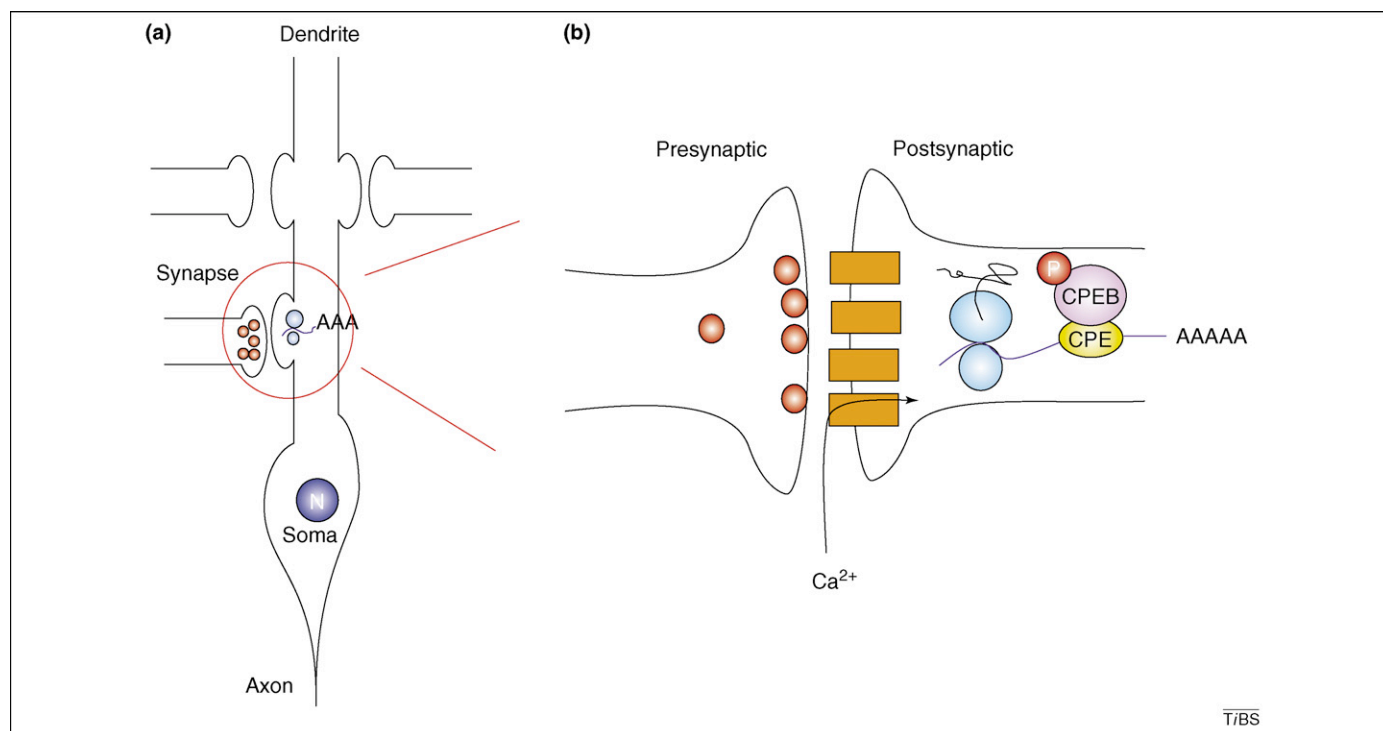 (a)
Dendrite
Synapse
AAA
N
Soma
Axon
(b)
Presynaptic
Postsynaptic
P
CPEB
CPE
AAAAA
Ca²⁺
TiBS